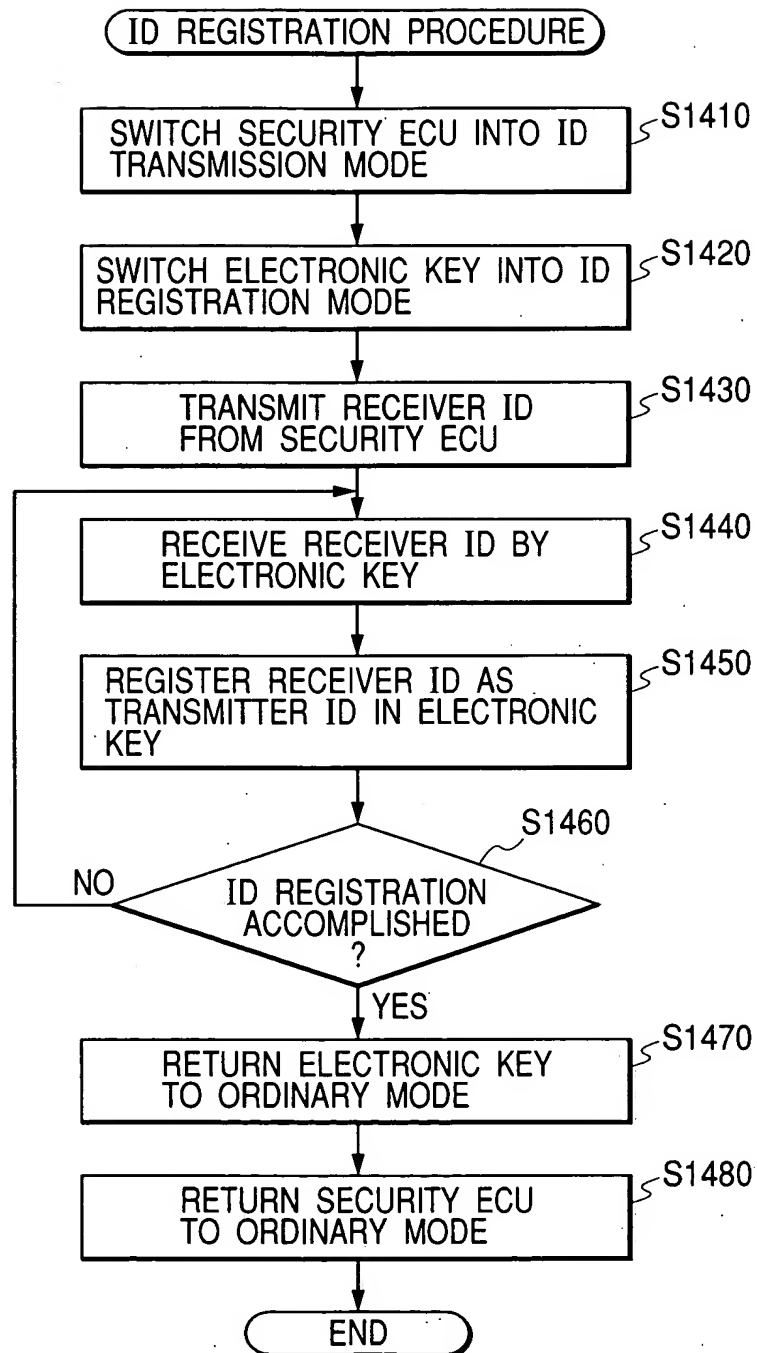 ID REGISTRATION PROCEDURE
S1410
SWITCH SECURITY ECU INTO ID
TRANSMISSION MODE
S1420
SWITCH ELECTRONIC KEY INTO ID
REGISTRATION MODE
S1430
TRANSMIT RECEIVER ID
FROM SECURITY ECU
S1440
RECEIVE RECEIVER ID BY
ELECTRONIC KEY
S1450
REGISTER RECEIVER ID AS
TRANSMITTER ID IN ELECTRONIC
KEY
S1460
NO
ID REGISTRATION
ACCOMPLISHED
?
YES
S1470
RETURN ELECTRONIC KEY
TO ORDINARY MODE
S1480
RETURN SECURITY ECU
TO ORDINARY MODE
END